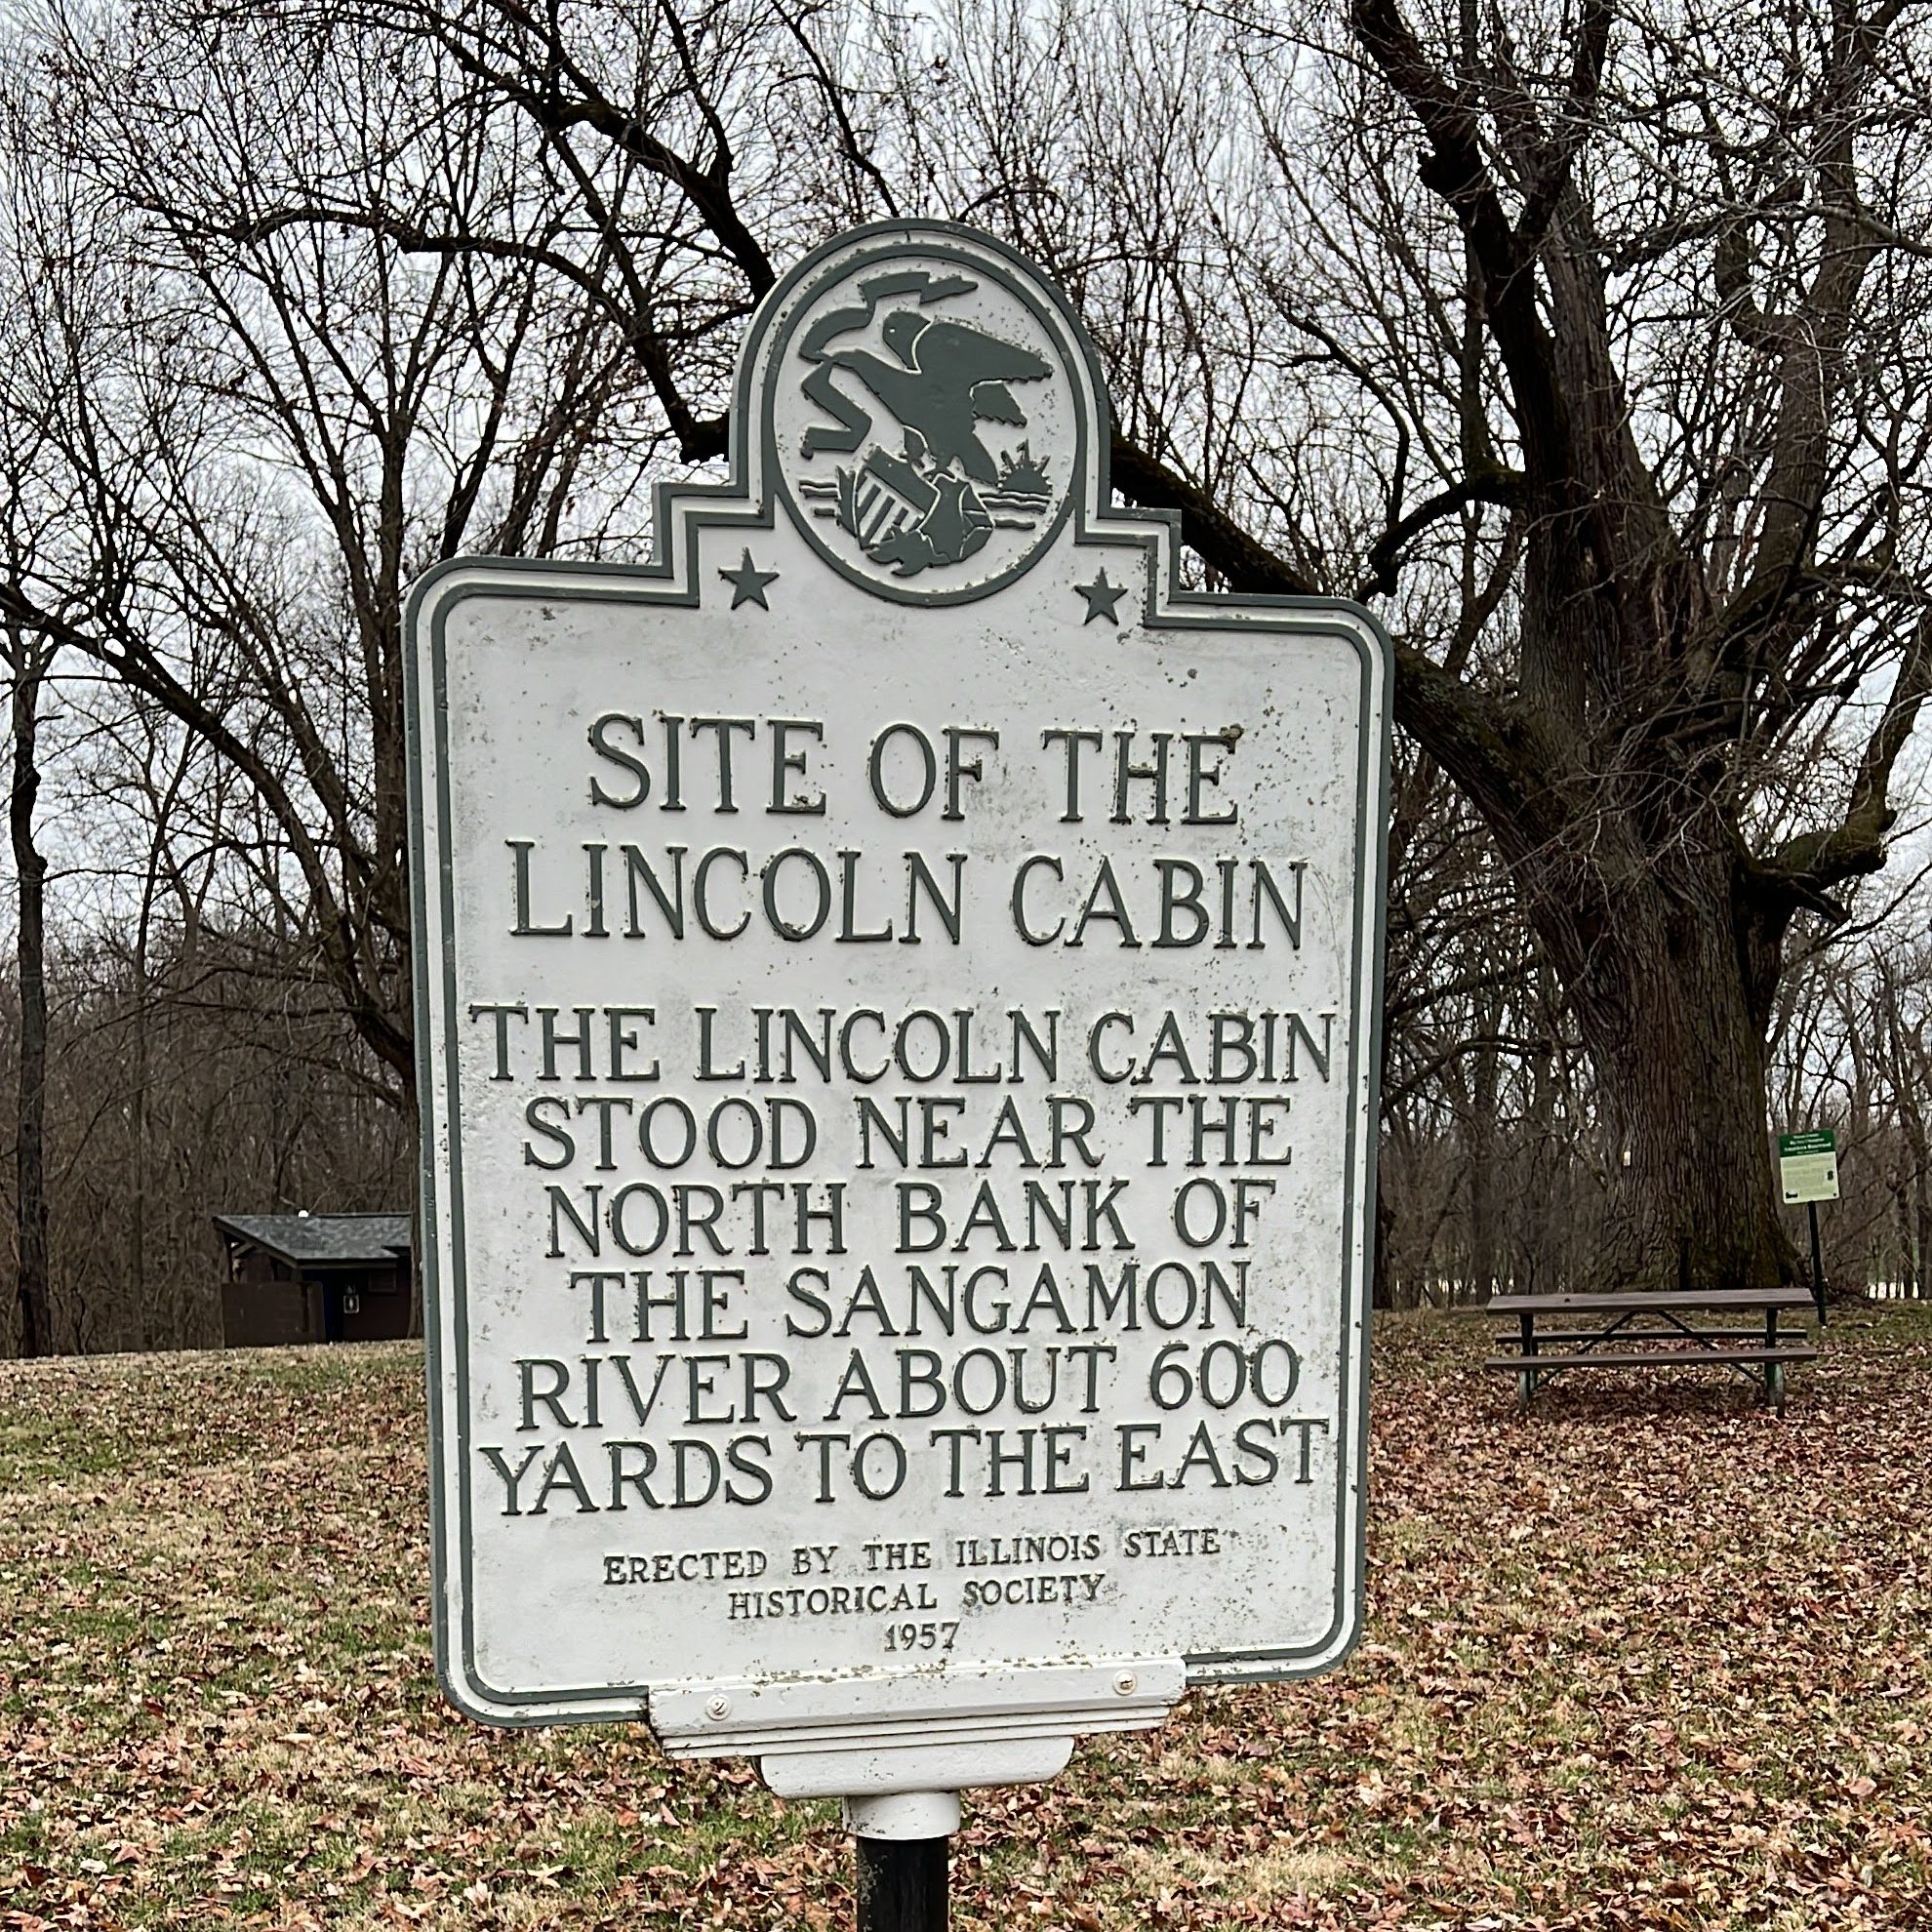 SITE OF THE
LINCOLN CABIN
THE LINCOLN CABIN
STOOD NEAR THE
NORTH BANK OF
THE SANGAMON
RIVER ABOUT 600
YARDS TO THE EAST
ERECTED BY THE ILLINOIS STATE
HISTORICAL SOCIETY
1957